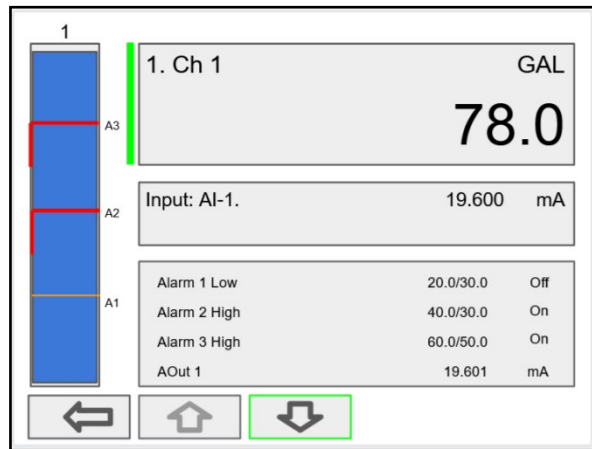 1
A3
A2
A1
1. Ch 1 GAL
78.0
Input: AI-1. 19.600 mA
Alarm 1 Low 20.0/30.0 Off
Alarm 2 High 40.0/30.0 On
Alarm 3 High 60.0/50.0 On
AOut 1 19.601 mA